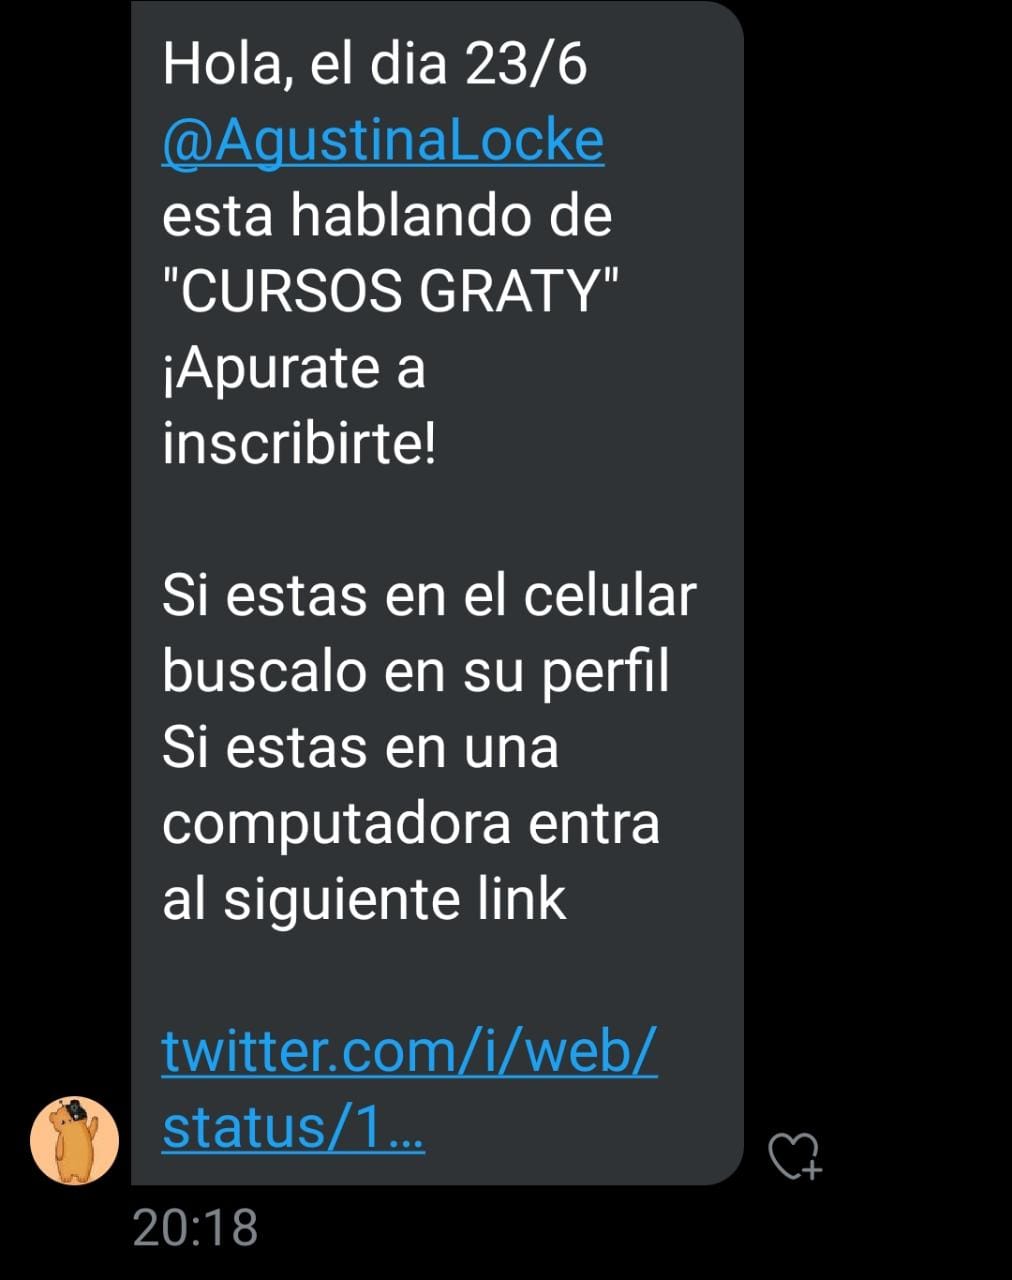 Hola, el dia 23/6
@AgustinaLocke
esta hablando de
"CURSOS GRATY"
¡Apurate a
inscribirte!
Si estas en el celular
buscalo en su perfil
Si estas en una
computadora entra
al siguiente link
twitter.com/i/web/
status/1...
20:18